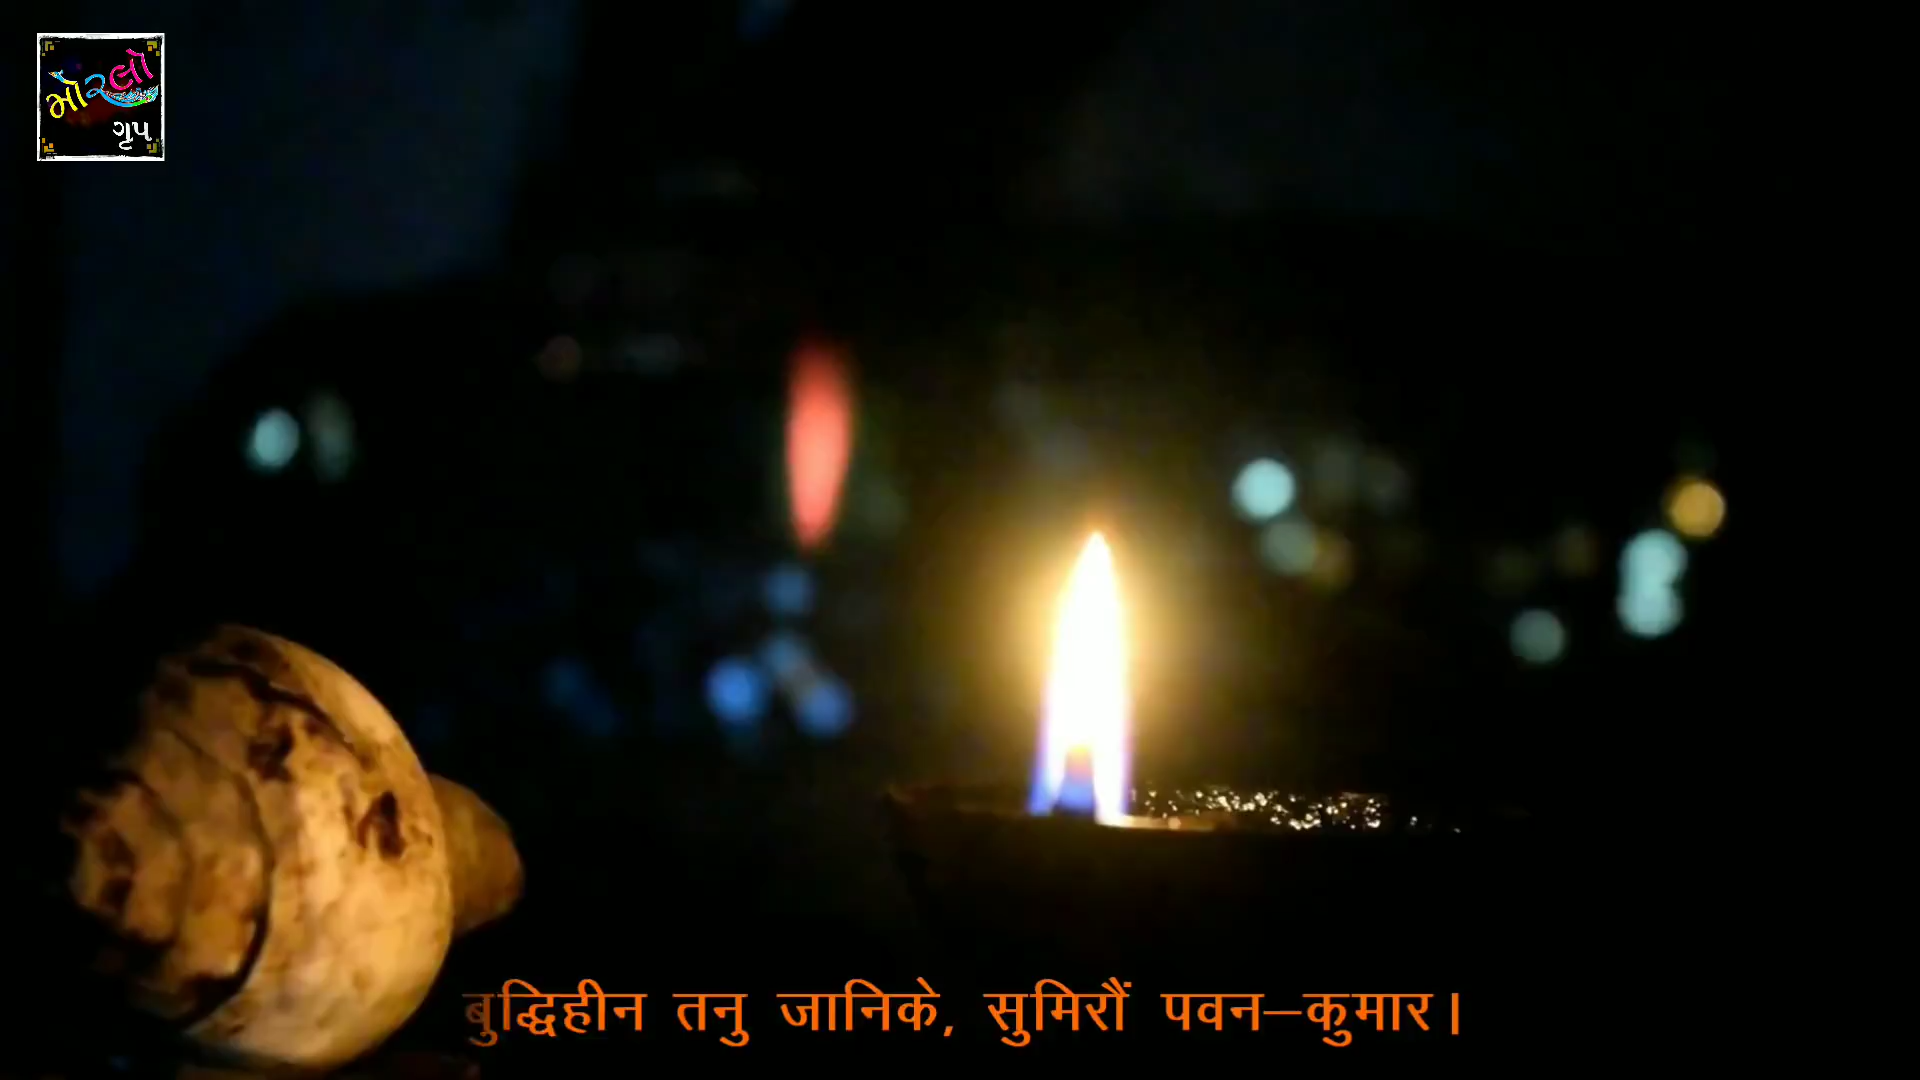 મોરલો
ગૃપ
बुद्धिहीन तनु जानिके, सुमिरौं पवन–कुमार।